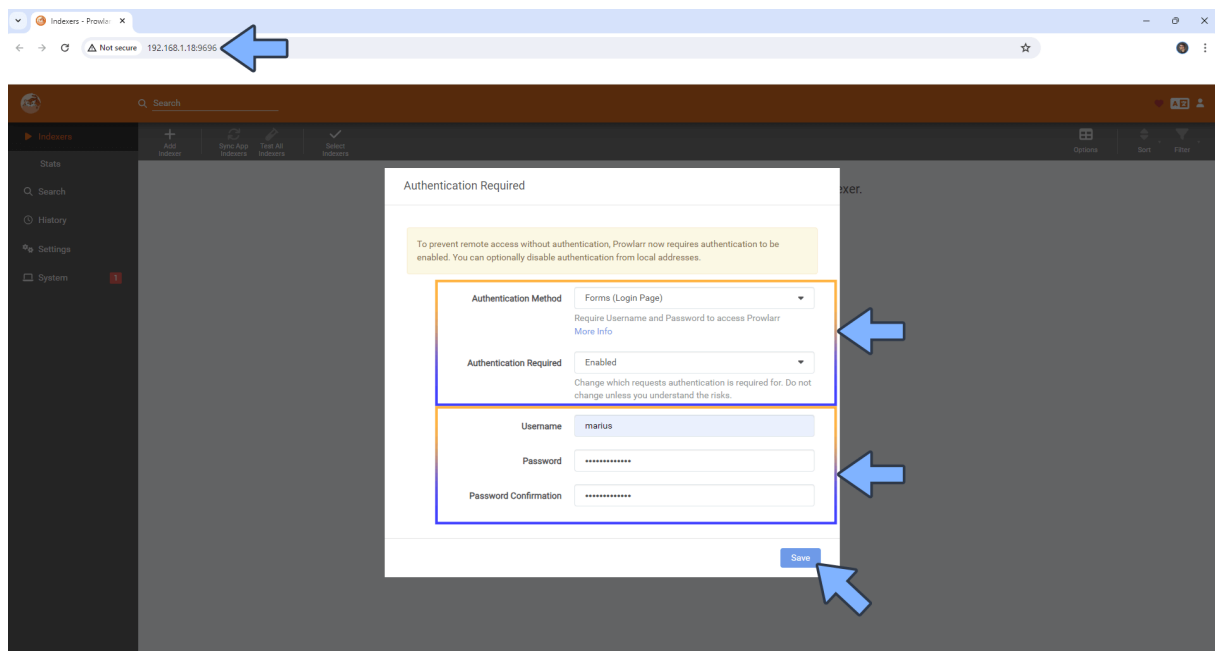 Indexers - Prowlar
Not secure 192.168.1.18:9696
Search
Indexers
Stats
Search
History
Settings
System 1
Add
Indexer
Sync App
Indexers
Test All
Indexers
Select
Indexers
Options
Sort
Filter
exer.
Authentication Required
To prevent remote access without authentication, Prowlarr now requires authentication to be
enabled. You can optionally disable authentication from local addresses.
Authentication Method Forms (Login Page)
Require Username and Password to access Prowlarr
More Info
Authentication Required Enabled
Change which requests authentication is required for. Do not
change unless you understand the risks.
Username marius
Password •••••••••••••
Password Confirmation •••••••••••••
Save